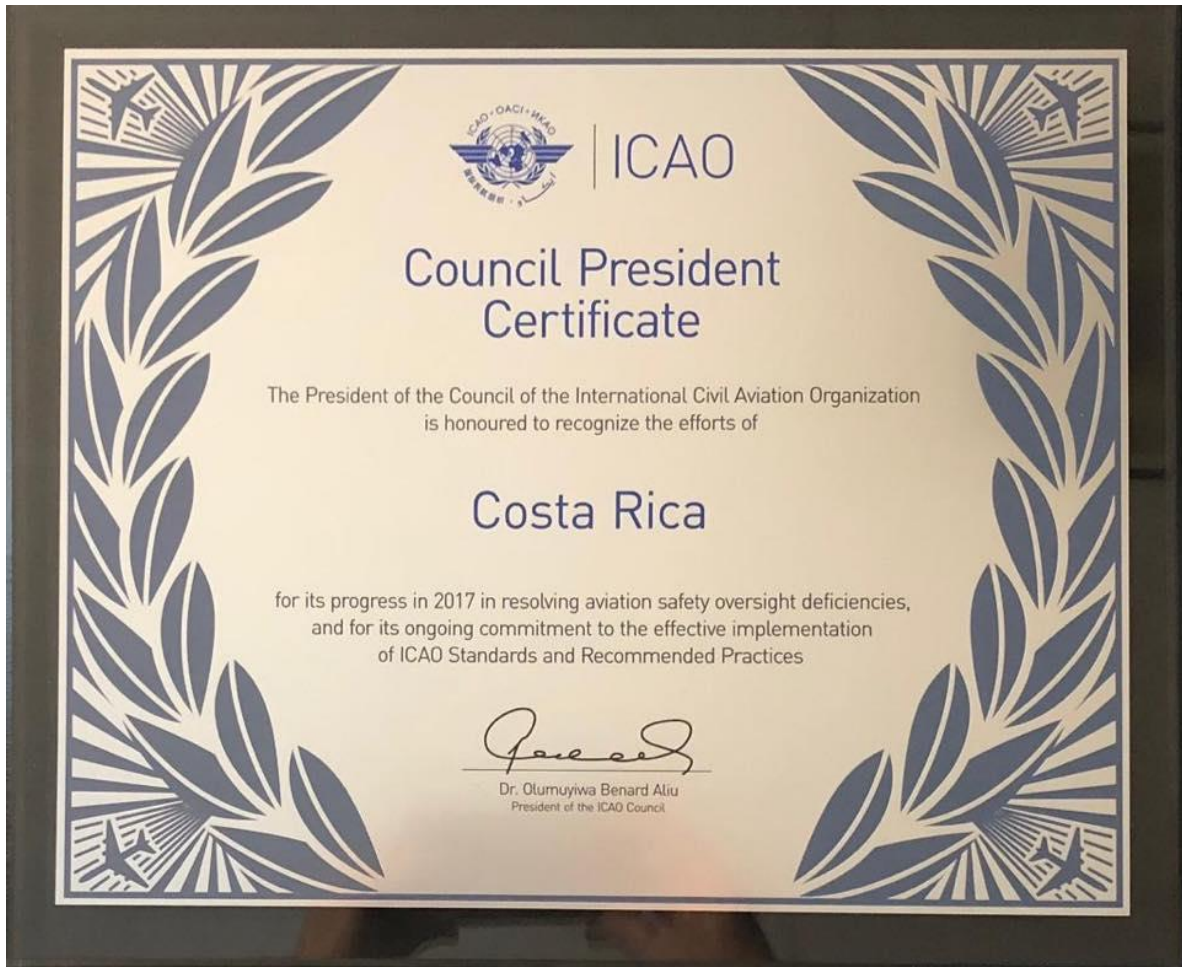 ICAO · OACI · ИКАО
ICAO
Council President
Certificate
The President of the Council of the International Civil Aviation Organization
is honoured to recognize the efforts of
Costa Rica
for its progress in 2017 in resolving aviation safety oversight deficiencies,
and for its ongoing commitment to the effective implementation
of ICAO Standards and Recommended Practices
Dr. Olumuyiwa Benard Aliu
President of the ICAO Council